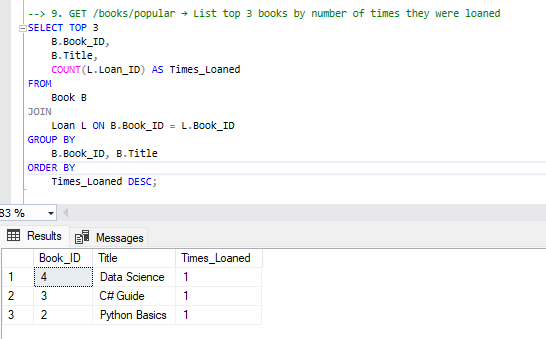 --> 9. GET /books/popular → List top 3 books by number of times they were loaned
SELECT TOP 3
B.Book_ID,
B.Title,
COUNT(L.Loan_ID) AS Times_Loaned
FROM
Book B
JOIN
Loan L ON B.Book_ID = L.Book_ID
GROUP BY
B.Book_ID, B.Title
ORDER BY
Times_Loaned DESC;
83 %
Results Messages
Book_ID Title Times_Loaned
1 4 Data Science 1
2 3 C# Guide 1
3 2 Python Basics 1